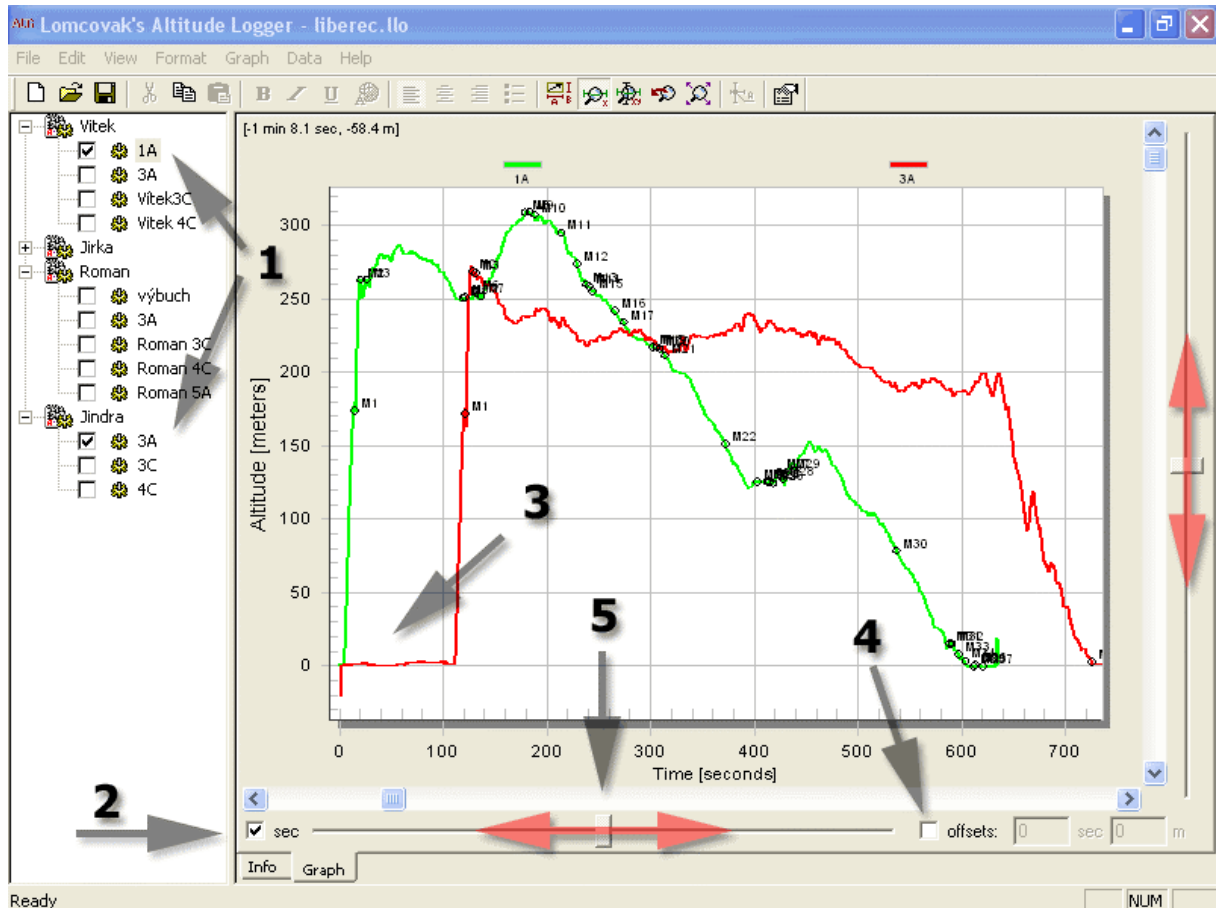 Lomcovak's Altitude Logger - liberec.llo
File Edit View Format Graph Data Help
Vitek
1A
3A
Vítek3C
Vitek 4C
Jirka
Roman
výbuch
3A
Roman 3C
Roman 4C
Roman 5A
Jindra
3A
3C
4C
1
2
3
4
5
[-1 min 8.1 sec, -58.4 m]
1A
3A
Altitude [meters]
300
250
200
150
100
50
0
M1
M10
M11
M12
M15
M16
M17
M22
M30
M1
0 100 200 300 400 500 600 700
Time [seconds]
sec
offsets: 0 sec 0 m
Info Graph
Ready
NUM